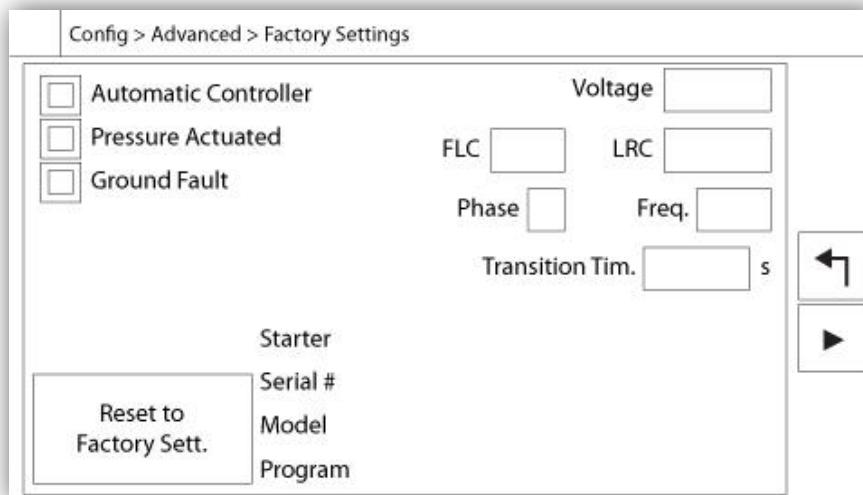 Config > Advanced > Factory Settings
Automatic Controller
Voltage
Pressure Actuated
FLC
LRC
Ground Fault
Phase
Freq.
Transition Tim.
s
Starter
Serial #
Reset to
Factory Sett.
Model
Program